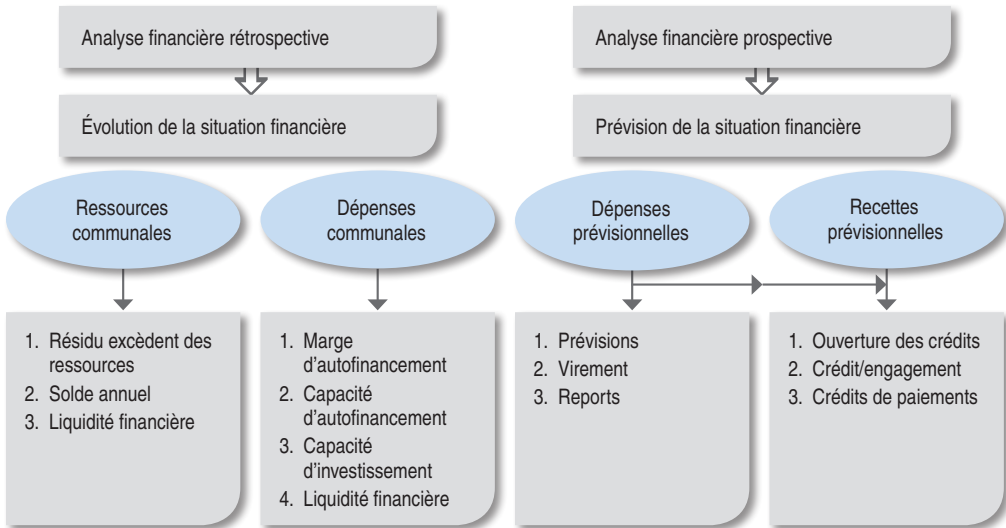 Analyse financière rétrospective
Évolution de la situation financière
Analyse financière prospective
Prévision de la situation financière
Ressources
communales
Dépenses
communales
Dépenses
prévisionnelles
Recettes
prévisionnelles
1. Résidu excèdent des
ressources
2. Solde annuel
3. Liquidité financière
1. Marge
d'autofinancement
2. Capacité
d'autofinancement
3. Capacité
d'investissement
4. Liquidité financière
1. Prévisions
2. Virement
3. Reports
1. Ouverture des crédits
2. Crédit/engagement
3. Crédits de paiements